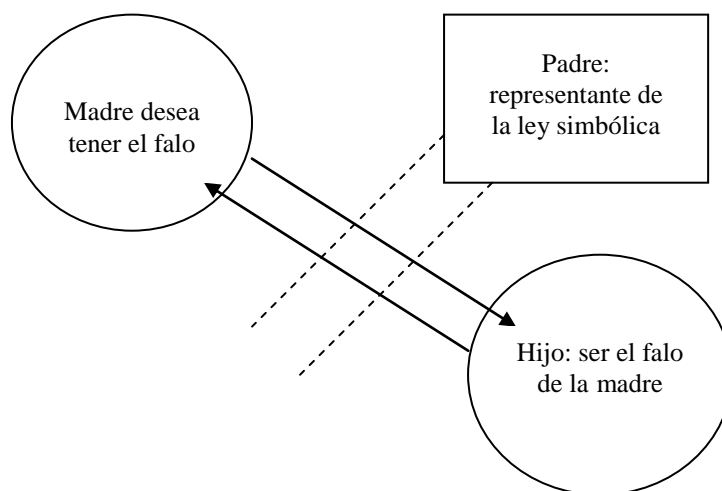 Madre desea
tener el falo
Padre:
representante de
la ley simbólica
Hijo: ser el falo
de la madre